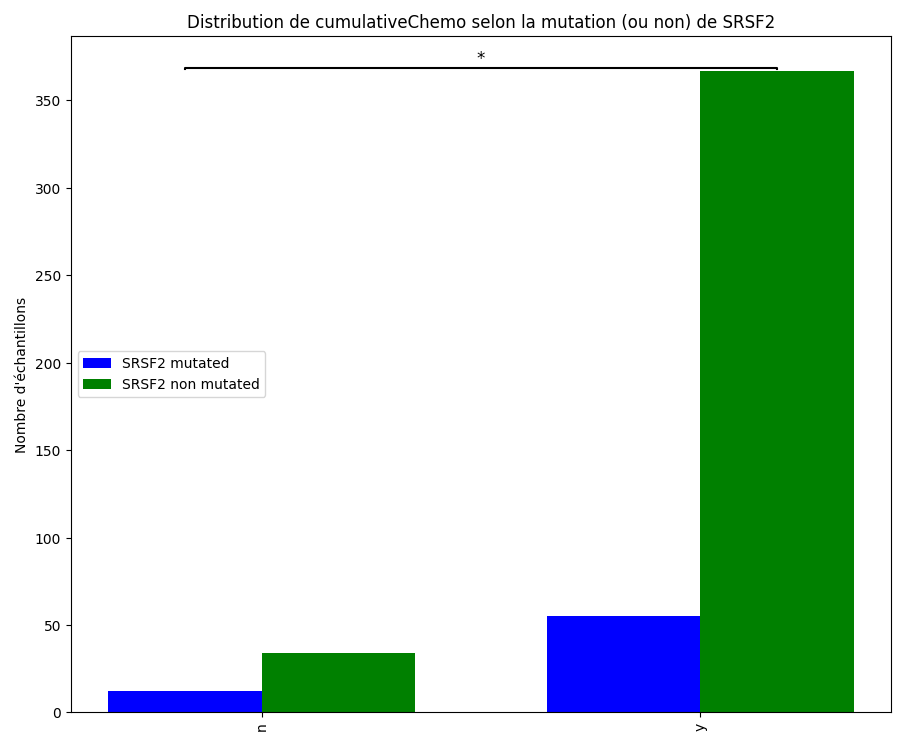 Distribution de cumulativeChemo selon la mutation (ou non) de SRSF2
*
350
300
250
200
150
100
50
0
Nombre d'échantillons
SRSF2 mutated
SRSF2 non mutated
n
y